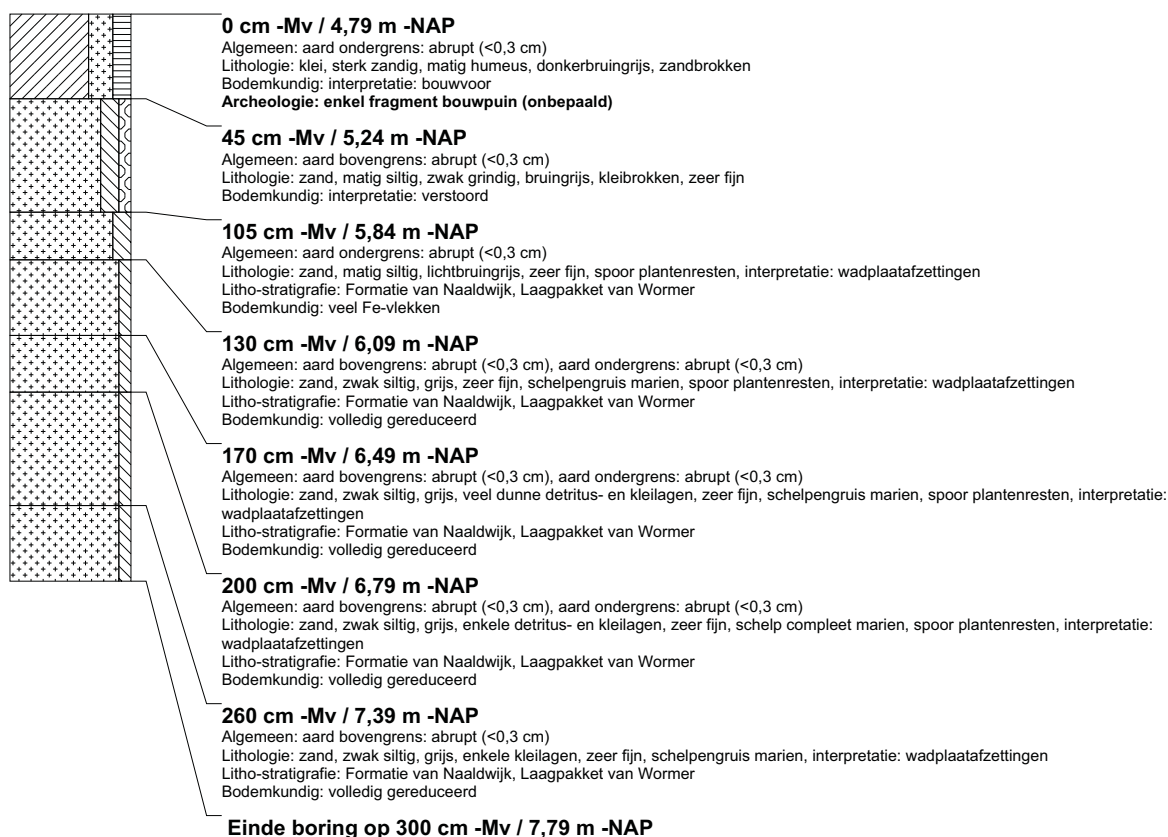 0 cm -Mv / 4,79 m -NAP
Algemeen: aard ondergrens: abrupt (<0,3 cm)
Lithologie: klei, sterk zandig, matig humeus, donkerbruingrijs, zandbrokken
Bodemkundig: interpretatie: bouwvoor
Archeologie: enkel fragment bouwpuin (onbepaald)
45 cm -Mv / 5,24 m -NAP
Algemeen: aard bovengrens: abrupt (<0,3 cm)
Lithologie: zand, matig siltig, zwak grindig, bruingrijs, kleibrokken, zeer fijn
Bodemkundig: interpretatie: verstoord
105 cm -Mv / 5,84 m -NAP
Algemeen: aard ondergrens: abrupt (<0,3 cm)
Lithologie: zand, matig siltig, lichtbruingrijs, zeer fijn, spoor plantenresten, interpretatie: wadplaatafzettingen
Litho-stratigrafie: Formatie van Naaldwijk, Laagpakket van Wormer
Bodemkundig: veel Fe-vlekken
130 cm -Mv / 6,09 m -NAP
Algemeen: aard bovengrens: abrupt (<0,3 cm), aard ondergrens: abrupt (<0,3 cm)
Lithologie: zand, zwak siltig, grijs, zeer fijn, schelpengruis marien, spoor plantenresten, interpretatie: wadplaatafzettingen
Litho-stratigrafie: Formatie van Naaldwijk, Laagpakket van Wormer
Bodemkundig: volledig gereduceerd
170 cm -Mv / 6,49 m -NAP
Algemeen: aard bovengrens: abrupt (<0,3 cm), aard ondergrens: abrupt (<0,3 cm)
Lithologie: zand, zwak siltig, grijs, veel dunne detritus- en kleilagen, zeer fijn, schelpengruis marien, spoor plantenresten, interpretatie:
wadplaatafzettingen
Litho-stratigrafie: Formatie van Naaldwijk, Laagpakket van Wormer
Bodemkundig: volledig gereduceerd
200 cm -Mv / 6,79 m -NAP
Algemeen: aard bovengrens: abrupt (<0,3 cm), aard ondergrens: abrupt (<0,3 cm)
Lithologie: zand, zwak siltig, grijs, enkele detritus- en kleilagen, zeer fijn, schelp compleet marien, spoor plantenresten, interpretatie:
wadplaatafzettingen
Litho-stratigrafie: Formatie van Naaldwijk, Laagpakket van Wormer
Bodemkundig: volledig gereduceerd
260 cm -Mv / 7,39 m -NAP
Algemeen: aard bovengrens: abrupt (<0,3 cm)
Lithologie: zand, zwak siltig, grijs, enkele kleilagen, zeer fijn, schelpengruis marien, interpretatie: wadplaatafzettingen
Litho-stratigrafie: Formatie van Naaldwijk, Laagpakket van Wormer
Bodemkundig: volledig gereduceerd
Einde boring op 300 cm -Mv / 7,79 m -NAP